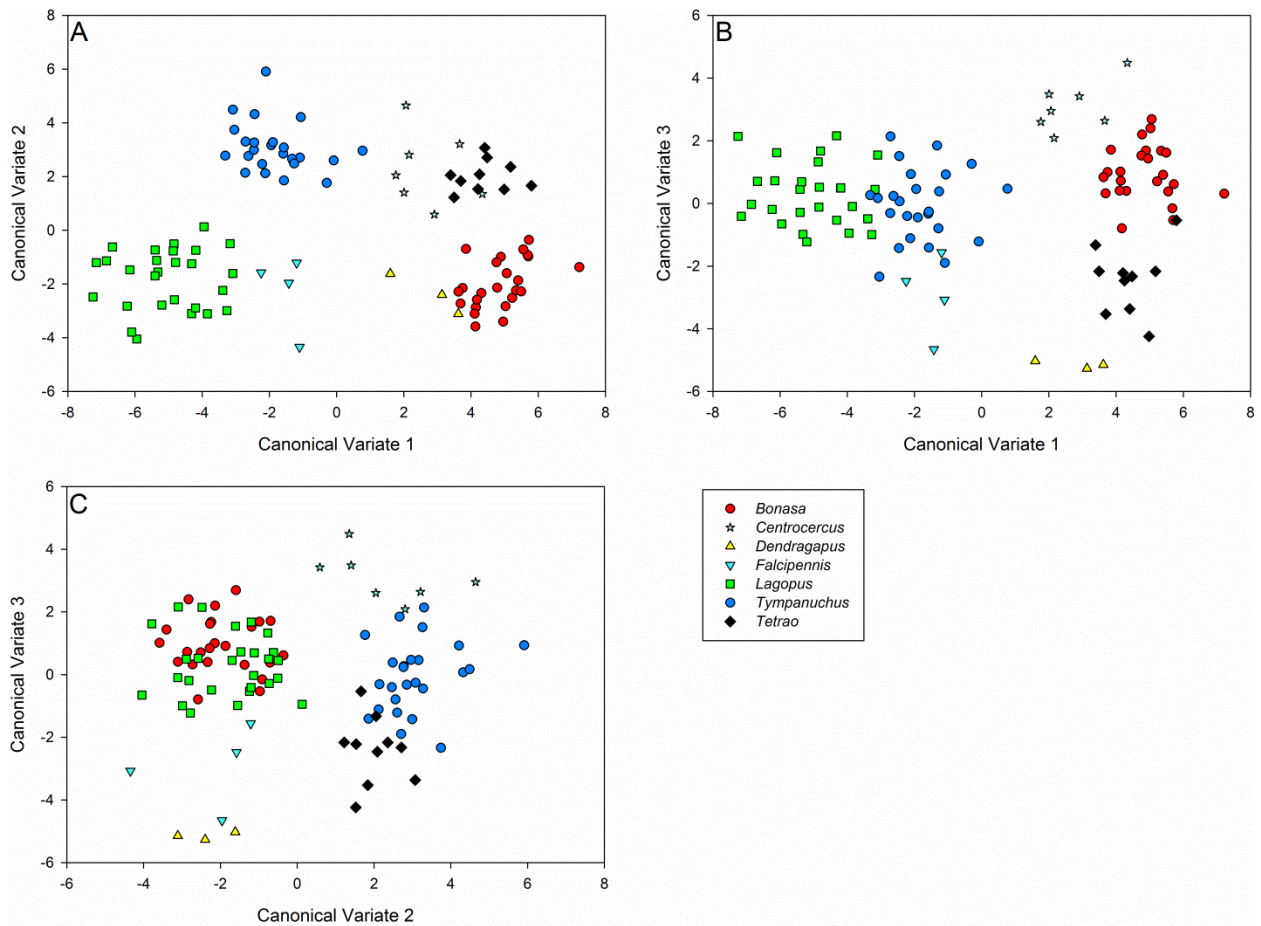 A
8
6
4
2
0
-2
-4
-6
Canonical Variate 2
-8 -6 -4 -2 0 2 4 6 8
Canonical Variate 1
B
6
4
2
0
-2
-4
-6
Canonical Variate 3
-8 -6 -4 -2 0 2 4 6 8
Canonical Variate 1
C
6
4
2
0
-2
-4
-6
Canonical Variate 3
-6 -4 -2 0 2 4 6 8
Canonical Variate 2
Bonasa
Centrocercus
Dendragapus
Falcipennis
Lagopus
Tympanuchus
Tetrao